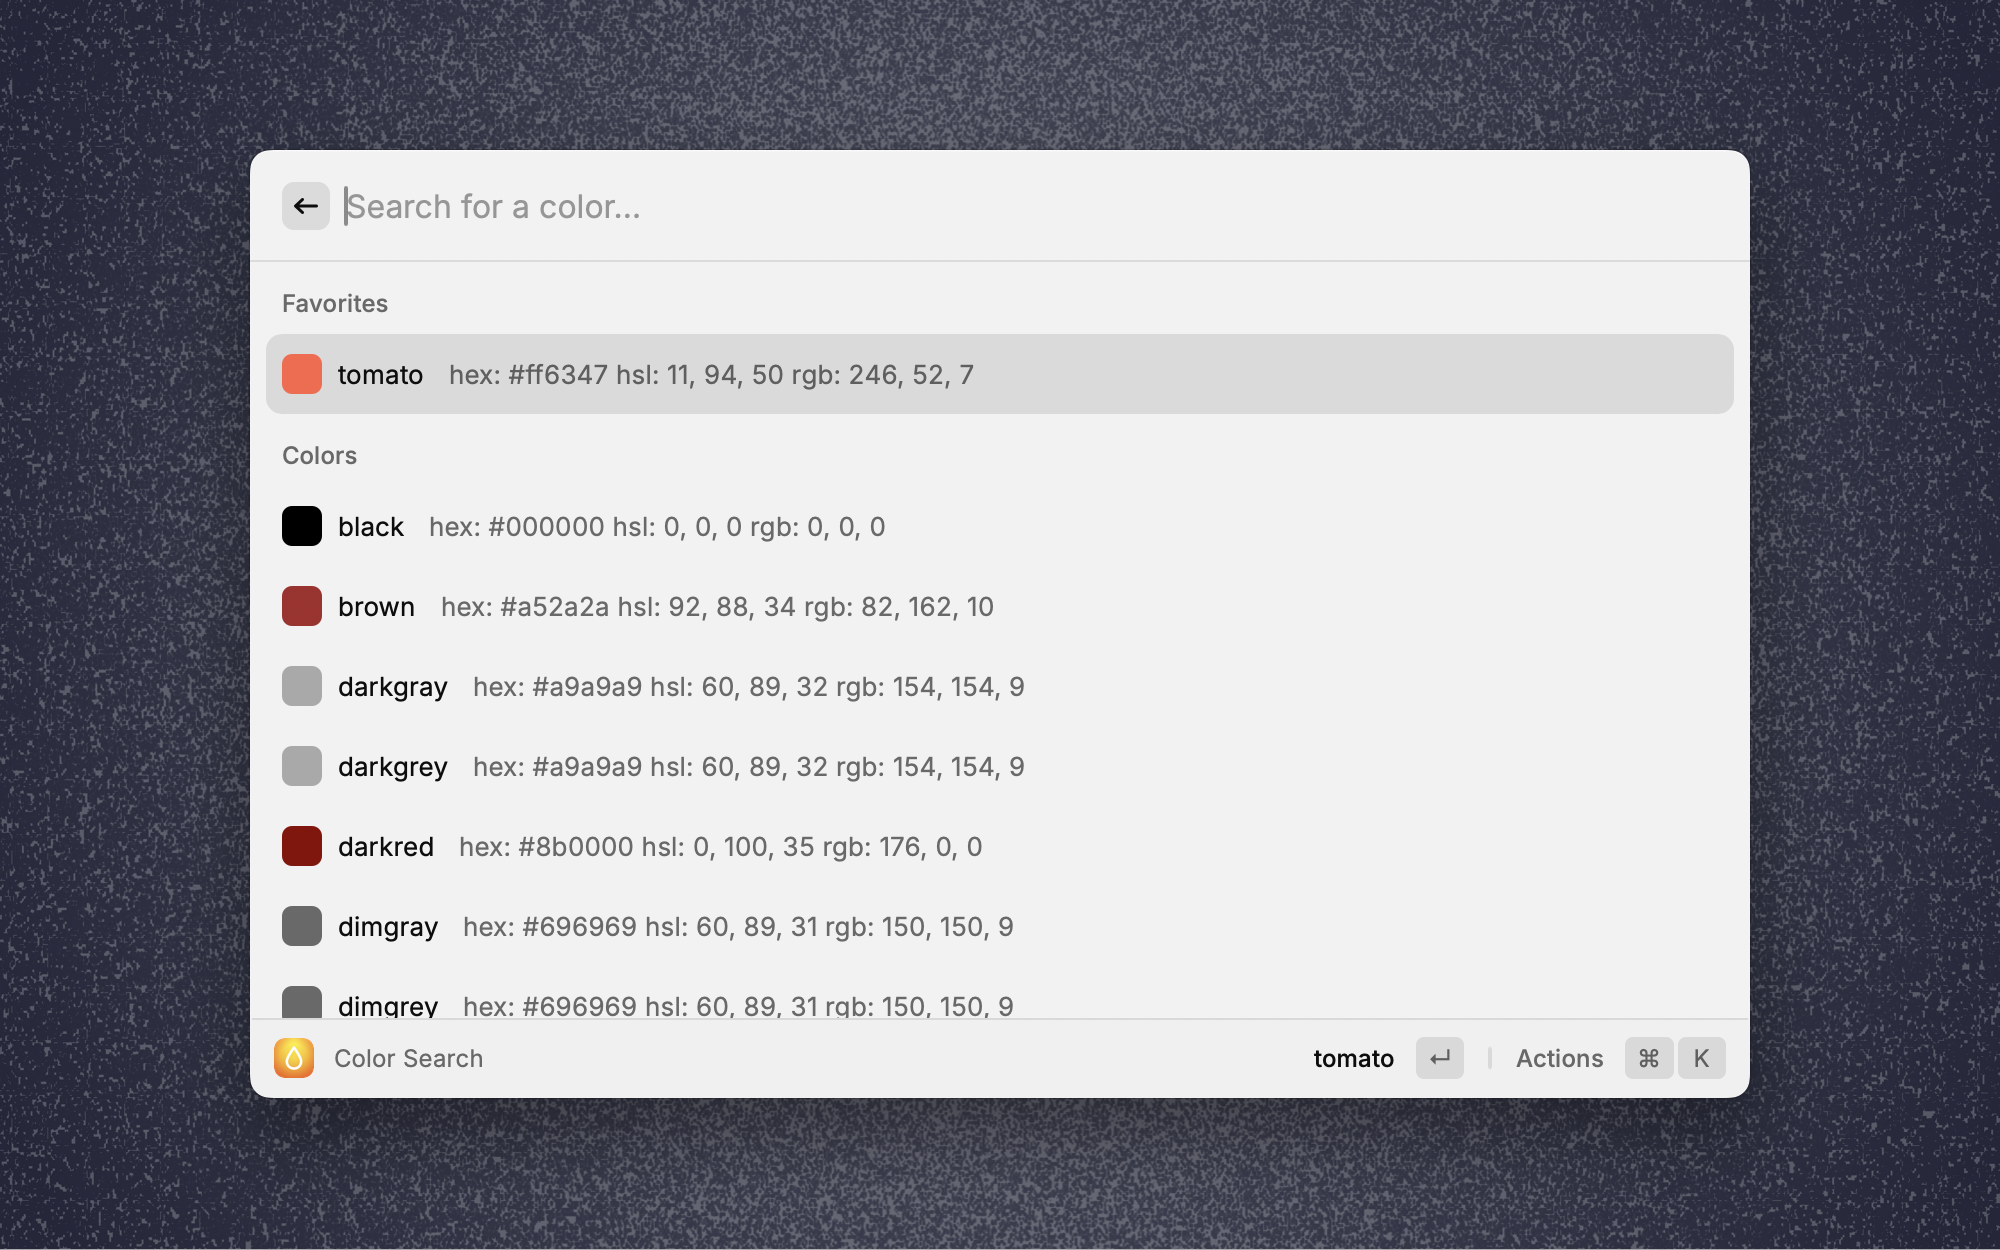 Search for a color...
Favorites
tomato hex: #ff6347 hsl: 11, 94, 50 rgb: 246, 52, 7
Colors
black hex: #000000 hsl: 0, 0, 0 rgb: 0, 0, 0
brown hex: #a52a2a hsl: 92, 88, 34 rgb: 82, 162, 10
darkgray hex: #a9a9a9 hsl: 60, 89, 32 rgb: 154, 154, 9
darkgrey hex: #a9a9a9 hsl: 60, 89, 32 rgb: 154, 154, 9
darkred hex: #8b0000 hsl: 0, 100, 35 rgb: 176, 0, 0
dimgray hex: #696969 hsl: 60, 89, 31 rgb: 150, 150, 9
dimgrey hex: #696969 hsl: 60, 89, 31 rgb: 150, 150, 9
Color Search tomato ↵ Actions ⌘ K